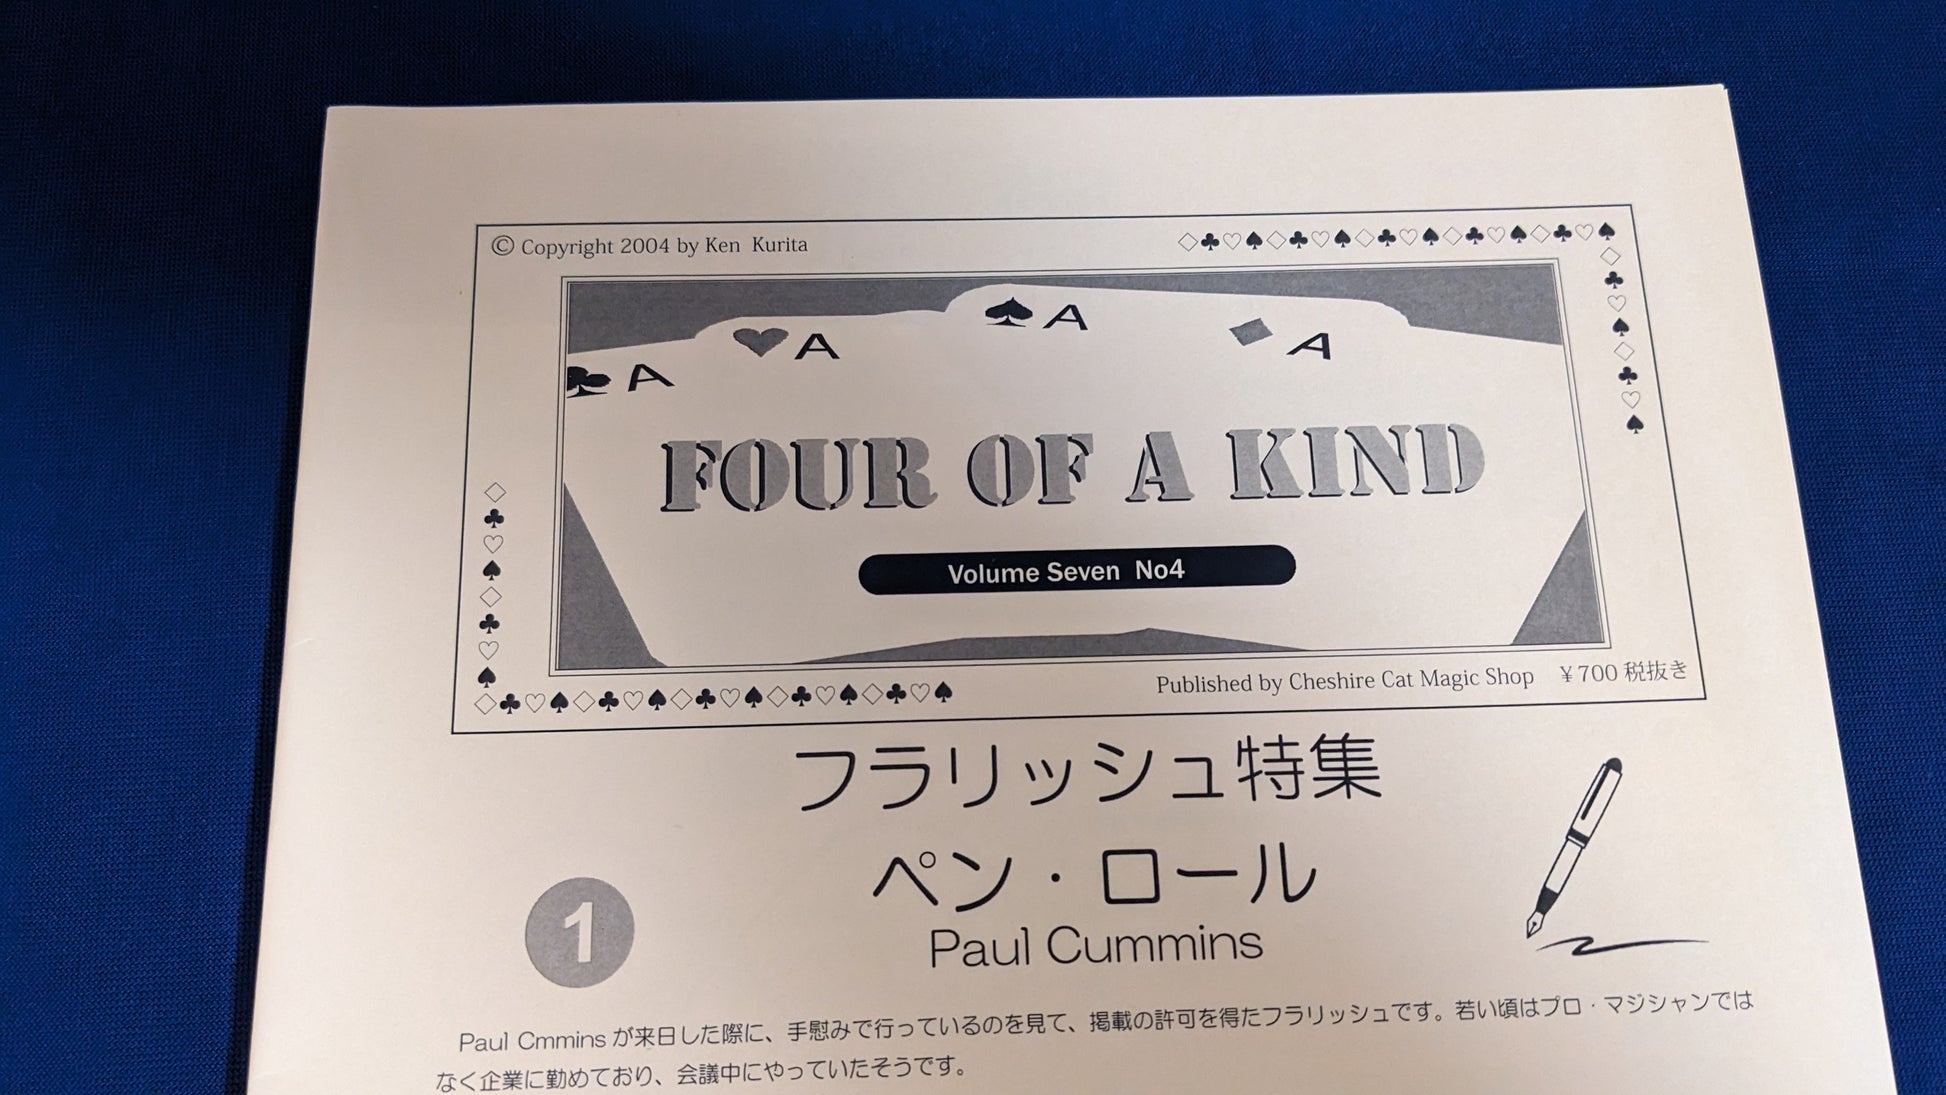 © Copyright 2004 by Ken Kurita
◇♣♡♠◇♣♡♠◇♣♡♠◇♣♡♠◇♣♡♠
♣A
♥A
♠A
♦A
FOUR OF A KIND
Volume Seven No4
Published by Cheshire Cat Magic Shop ¥700 税抜き
フラリッシュ特集
ペン・ロール
1
Paul Cummins
Paul Cmmins が来日した際に、手慰みで行っているのを見て、掲載の許可を得たフラリッシュです。若い頃はプロ・マジシャンでは
なく企業に勤めており、会議中にやっていたそうです。